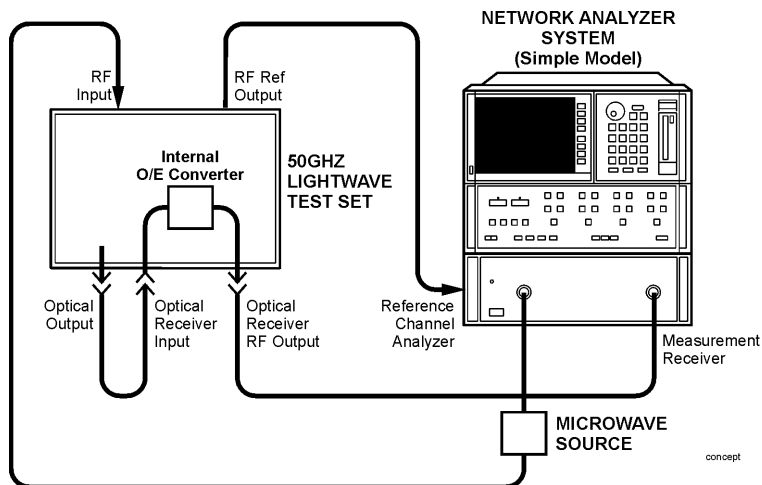 NETWORK ANALYZER
SYSTEM
(Simple Model)
RF
Input
RF Ref
Output
Internal
O/E Converter
50GHZ
LIGHTWAVE
TEST SET
Optical
Output
Optical
Receiver
Input
Optical
Receiver
RF Output
Reference
Channel
Analyzer
Measurement
Receiver
MICROWAVE
SOURCE
concept